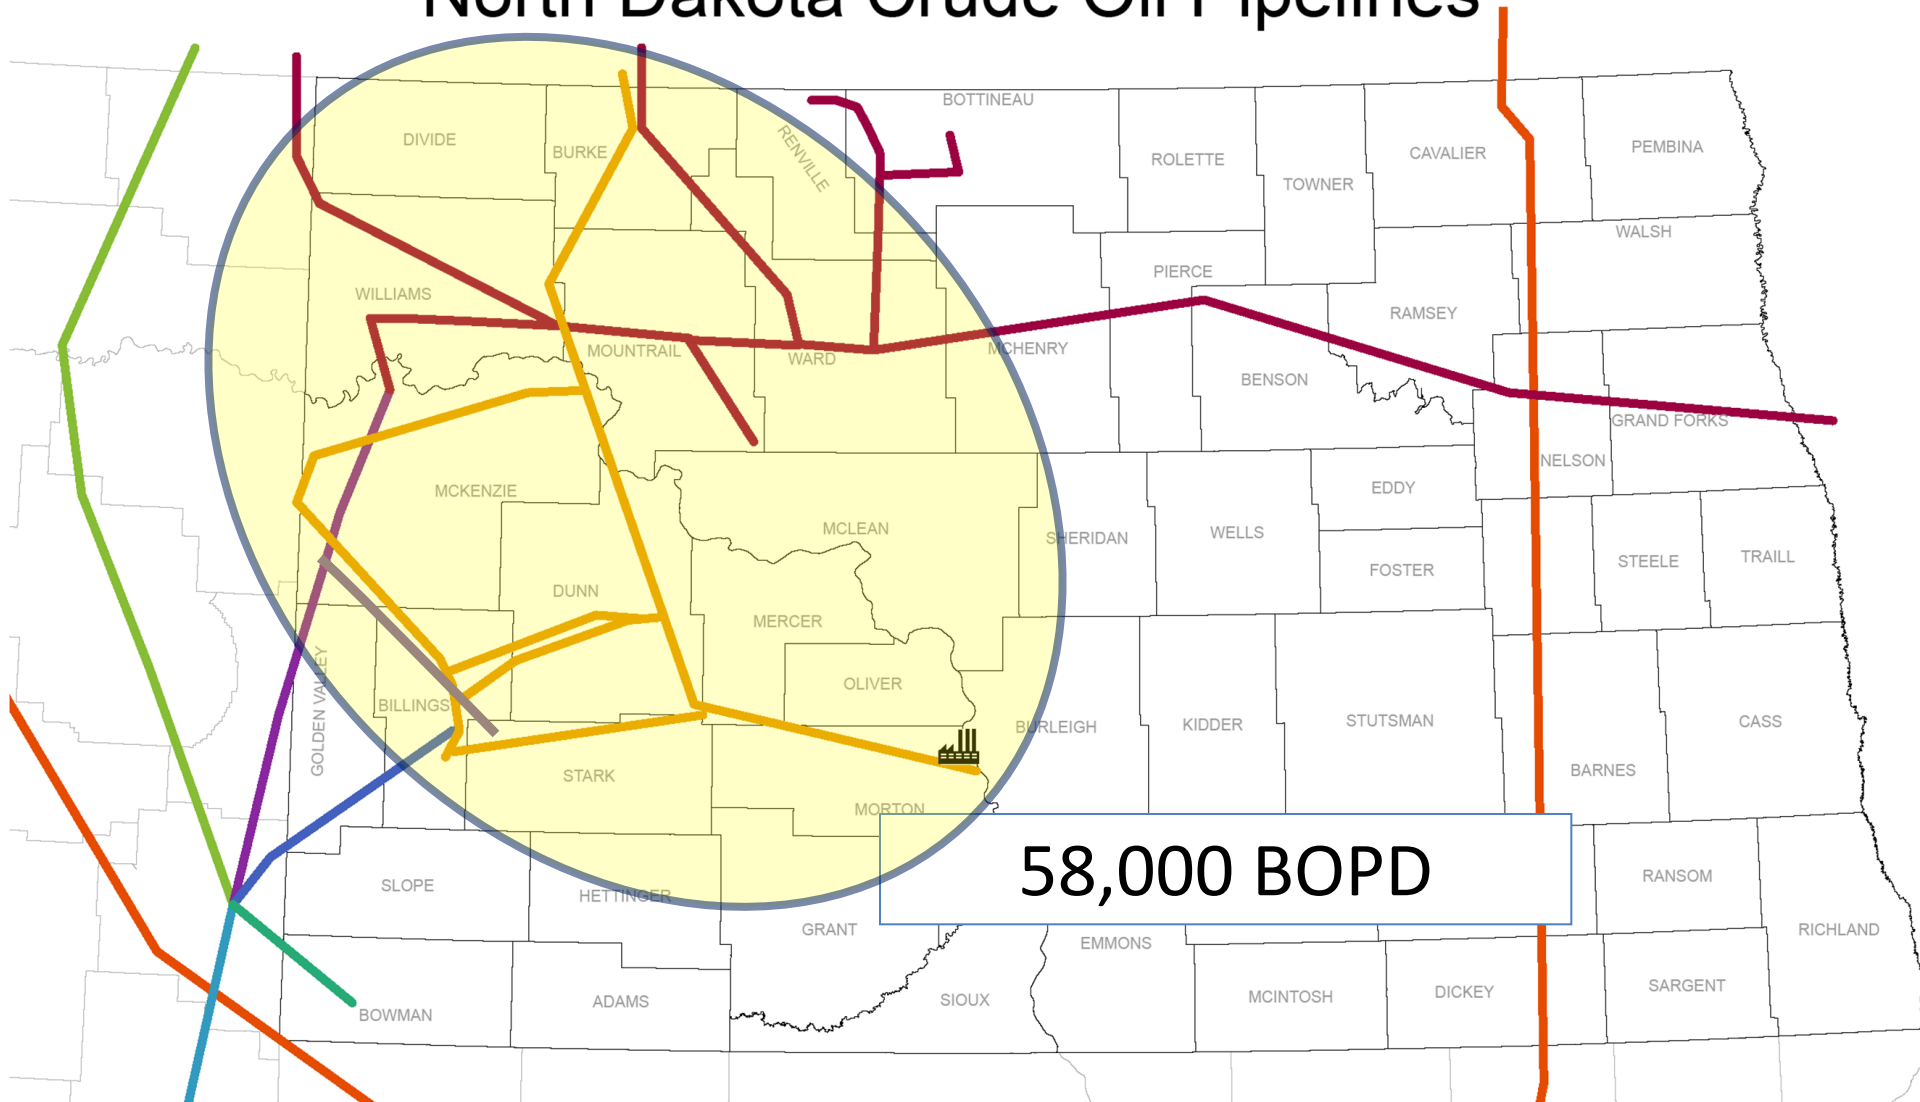 North Dakota Crude Oil Pipelines
BOTTINEAU
DIVIDE
BURKE
RENVILLE
ROLETTE
TOWNER
CAVALIER
PEMBINA
WALSH
PIERCE
WILLIAMS
RAMSEY
MOUNTRAIL
WARD
MCHENRY
BENSON
GRAND FORKS
NELSON
MCKENZIE
EDDY
MCLEAN
SHERIDAN
WELLS
FOSTER
STEELE
TRAILL
DUNN
MERCER
GOLDEN VALLEY
BILLINGS
OLIVER
BURLEIGH
KIDDER
STUTSMAN
CASS
STARK
BARNES
MORTON
58,000 BOPD
SLOPE
HETTINGER
RANSOM
GRANT
EMMONS
RICHLAND
BOWMAN
ADAMS
SIOUX
MCINTOSH
DICKEY
SARGENT